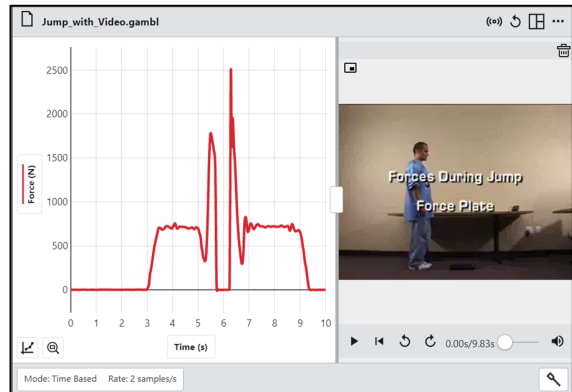 Jump_with_Video.gambl
Force (N)
2500
2000
1500
1000
500
0
0 1 2 3 4 5 6 7 8 9 10
Time (s)
Forces During Jump
Force Plate
0.00s/9.83s
Mode: Time Based Rate: 2 samples/s